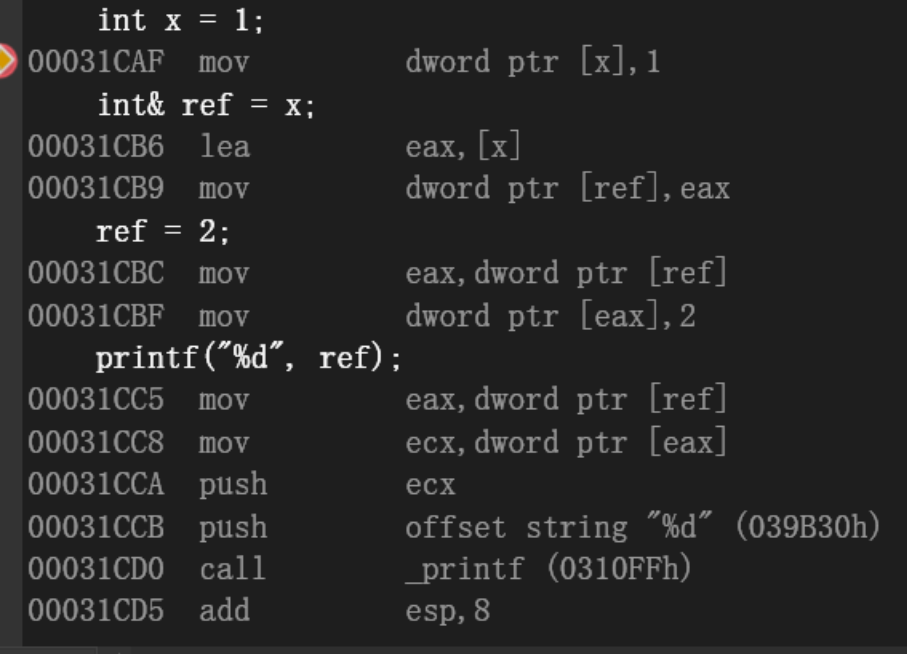 int x = 1;
00031CAF mov dword ptr [x],1
int& ref = x;
00031CB6 lea eax,[x]
00031CB9 mov dword ptr [ref],eax
ref = 2;
00031CBC mov eax,dword ptr [ref]
00031CBF mov dword ptr [eax],2
printf("%d", ref);
00031CC5 mov eax,dword ptr [ref]
00031CC8 mov ecx,dword ptr [eax]
00031CCA push ecx
00031CCB push offset string "%d" (039B30h)
00031CD0 call _printf (0310FFh)
00031CD5 add esp,8